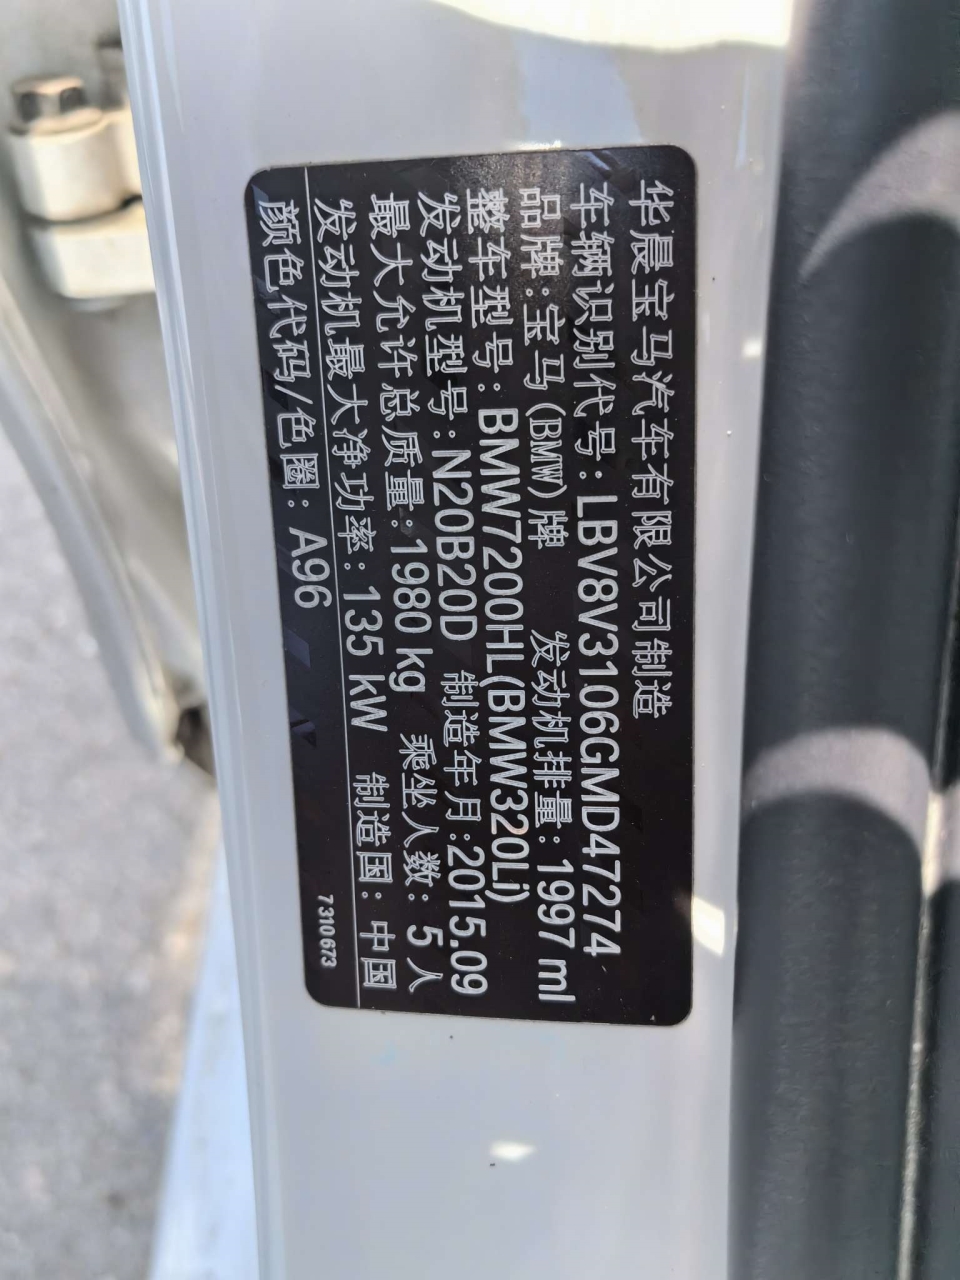 华晨宝马汽车有限公司制造
车辆识别代号: LBV8V3106GMD47274
品牌:宝马(BMW)牌 发动机排量: 1997 ml
整车型号: BMW7200HL(BMW320Li)
发动机型号:N20B20D 制造年月:2015.09
最大允许总质量:1980 kg 乘坐人数: 5 人
发动机最大净功率: 135 kW 制造国: 中国
颜色代码/色圈: A96
7310673